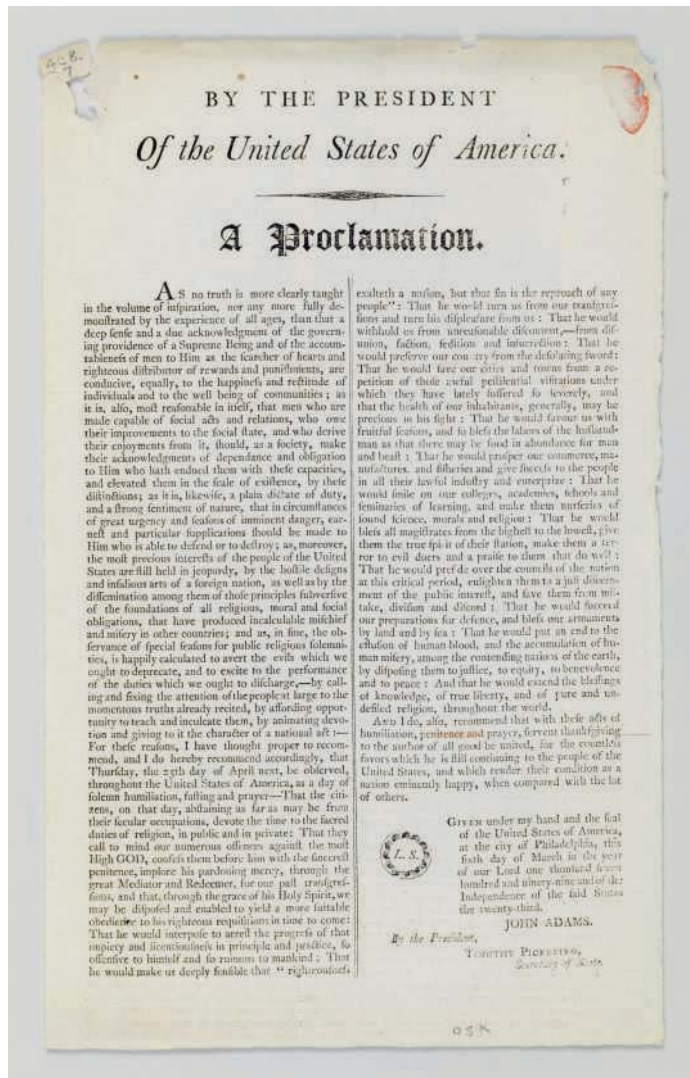 ACB.
7
BY THE PRESIDENT
Of the United States of America.
A Proclamation.
AS no truth is more clearly taught
in the volume of inſpiration, nor any more fully de-
monſtrated by the experience of all ages, than that a
deep ſenſe and a due acknowledgment of the govern-
ing providence of a Supreme Being and of the accoun-
tableneſs of men to Him as the ſearcher of hearts and
righteous diſtributor of rewards and puniſhments, are
conducive, equally, to the happineſs and rectitude of
individuals and to the well being of communities; as
it is, alſo, moſt reaſonable in itſelf, that men who are
made capable of ſocial acts and relations, who owe
their improvements to the ſocial ſtate, and who derive
their enjoyments from it, ſhould, as a ſociety, make
their acknowledgments of dependance and obligation
to Him who hath endued them with theſe capacities,
and elevated them in the ſcale of exiſtence, by theſe
diſtinctions; as it is, likewiſe, a plain dictate of duty,
and a ſtrong ſentiment of nature, that in circumſtances
of great urgency and ſeaſons of imminent danger, ear-
neſt and particular ſupplications ſhould be made to
Him who is able to defend or to deſtroy; as, moreover,
the moſt precious intereſts of the people of the United
States are ſtill held in jeopardy, by the hoſtile deſigns
and inſidious arts of a foreign nation, as well as by the
diſſemination among them of thoſe principles ſubverſive
of the foundations of all religious, moral and ſocial
obligations, that have produced incalculable miſchief
and miſery in other countries; and as, in fine, the ob-
ſervance of ſpecial ſeaſons for public religious ſolemni-
ties, is happily calculated to avert the evils which we
ought to deprecate, and to excite to the performance
of the duties which we ought to diſcharge,—by call-
ing and fixing the attention of the people at large to the
momentous truths already recited, by affording oppor-
tunity to teach and inculcate them, by animating devo-
tion and giving to it the character of a national act:—
For theſe reaſons, I have thought proper to recom-
mend, and I do hereby recommend accordingly, that
Thurſday, the 25th day of April next, be obſerved,
throughout the United States of America, as a day of
ſolemn humiliation, faſting and prayer—That the citi-
zens, on that day, abſtaining as far as may be from
their ſecular occupations, devote the time to the ſacred
duties of religion, in public and in private: That they
call to mind our numerous offences againſt the moſt
High GOD, confeſs them before him with the ſincereſt
penitence, implore his pardoning mercy, through the
great Mediator and Redeemer, for our paſt tranſgreſ-
ſions, and that, through the grace of his Holy Spirit, we
may be diſpoſed and enabled to yield a more ſuitable
obedience to his righteous requiſitions in time to come:
That he would interpoſe to arreſt the progreſs of that
impiety and licentiouſneſs in principle and practice, ſo
offenſive to himſelf and ſo ruinous to mankind: That
he would make us deeply ſenſible that "righteouſneſs
exalteth a nation, but that ſin is the reproach of any
people": That he would turn us from our tranſgreſ-
ſions and turn his diſpleaſure from us: That he would
withhold us from unreaſonable diſcontent,—from diſ-
union, faction, ſedition and inſurrection: That he
would preſerve our country from the deſolating ſword:
That he would ſave our cities and towns from a re-
petition of thoſe awful peſtilential viſitations under
which they have lately ſuffered ſo ſeverely, and
that the health of our inhabitants, generally, may be
precious in his ſight: That he would favour us with
fruitful ſeaſons, and ſo bleſs the labors of the huſband-
man as that there may be food in abundance for man
and beaſt: That he would proſper our commerce, ma-
nufactures, and fiſheries and give ſucceſs to the people
in all their lawful induſtry and enterprize: That he
would ſmile on our colleges, academies, ſchools and
ſeminaries of learning, and make them nurſeries of
ſound ſcience, morals and religion: That he would
bleſs all magiſtrates from the higheſt to the loweſt, give
them the true ſpirit of their ſtation, make them a ter-
ror to evil doers and a praiſe to them that do well:
That he would preſide over the councils of the nation
at this critical period, enlighten them to a juſt diſcern-
ment of the public intereſt, and ſave them from miſ-
take, diviſion and diſcord: That he would ſucceed
our preparations for defence, and bleſs our armaments
by land and by ſea: That he would put an end to the
effuſion of human blood, and the accumulation of hu-
man miſery, among the contending nations of the earth,
by diſpoſing them to juſtice, to equity, to benevolence
and to peace: And that he would extend the bleſſings
of knowledge, of true liberty, and of pure and un-
defiled religion, throughout the world.
AND I do, alſo, recommend that with theſe acts of
humiliation, penitence and prayer, fervent thankſgiving
to the author of all good be united, for the countleſs
favors which he is ſtill continuing to the people of the
United States, and which render their condition as a
nation eminently happy, when compared with the lot
of others.
GIVEN under my hand and the ſeal
of the United States of America,
at the city of Philadelphia, this
ſixth day of March in the year
of our Lord one thouſand ſeven
hundred and ninety-nine and of the
Independence of the ſaid States
the twenty-third.
L. S.
JOHN ADAMS.
By the Preſident,
TIMOTHY PICKERING,
Secretary of State.
OSK